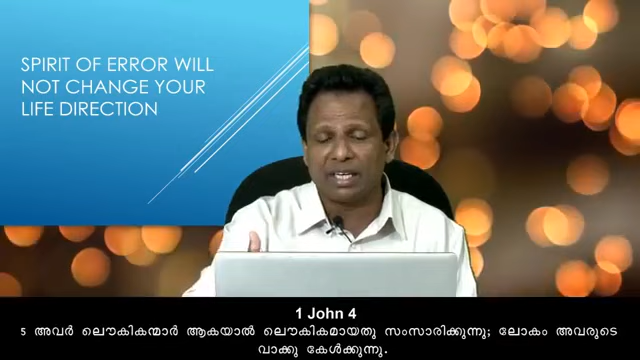 SPIRIT OF ERROR WILL
NOT CHANGE YOUR
LIFE DIRECTION
1 John 4
5 അവർ ലൌകികന്മാർ ആകയാൽ ലൌകികമായതു സംസാരിക്കുന്നു; ലോകം അവരുടെ
വാക്കു കേൾക്കുന്നു.